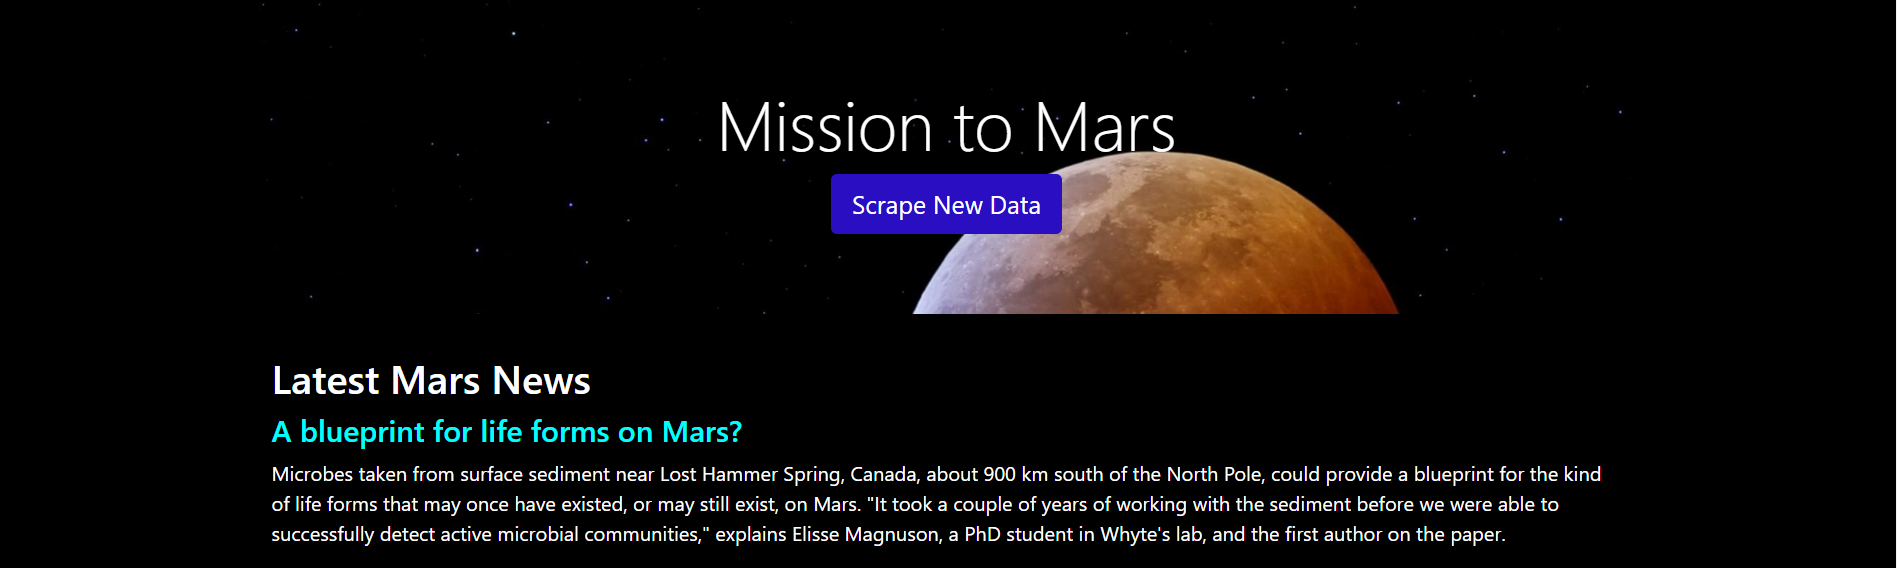 Mission to Mars
Scrape New Data
Latest Mars News
A blueprint for life forms on Mars?
Microbes taken from surface sediment near Lost Hammer Spring, Canada, about 900 km south of the North Pole, could provide a blueprint for the kind
of life forms that may once have existed, or may still exist, on Mars. "It took a couple of years of working with the sediment before we were able to
successfully detect active microbial communities," explains Elisse Magnuson, a PhD student in Whyte's lab, and the first author on the paper.